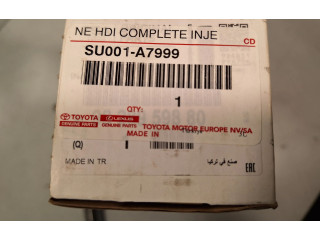 NE HDI COMPLETE INJE
CD
SU001-A7999
QTY:
1
TOYOTA LEXUS
GENUINE PARTS GENUINE PARTS
TOYOTA MOTOR EUROPE NV/SA
MADE IN
(Q)
MADE IN TR
صنع في تركيا
EAC